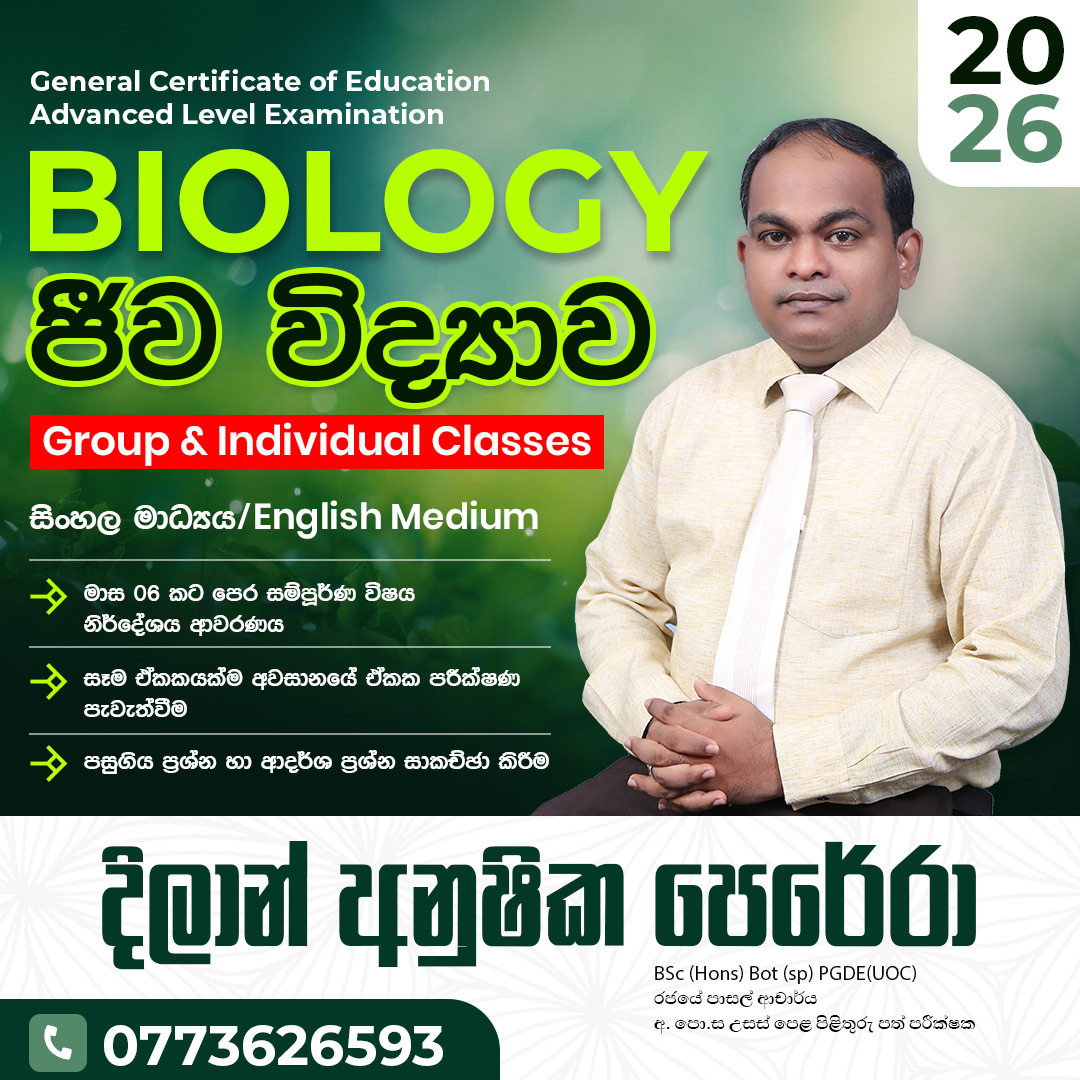 20
26
General Certificate of Education
Advanced Level Examination
BIOLOGY
ජීව විද්‍යාව
Group & Individual Classes
සිංහල මාධ්‍යය/English Medium
මාස 06 කට පෙර සම්පූර්ණ විෂය
නිර්දේශය ආවරණය
සෑම ඒකකයක්ම අවසානයේ ඒකක පරික්ෂණ
පැවැත්වීම
පසුගිය ප්‍රශ්න හා ආදර්ශ ප්‍රශ්න සාකච්ඡා කිරීම
දිලාන් අනුෂික පෙරේරා
BSc (Hons) Bot (sp) PGDE(UOC)
රජයේ පාසල් ආචාර්ය
අ. පො.ස උසස් පෙළ පිළිතුරු පත් පරීක්ෂක
0773626593